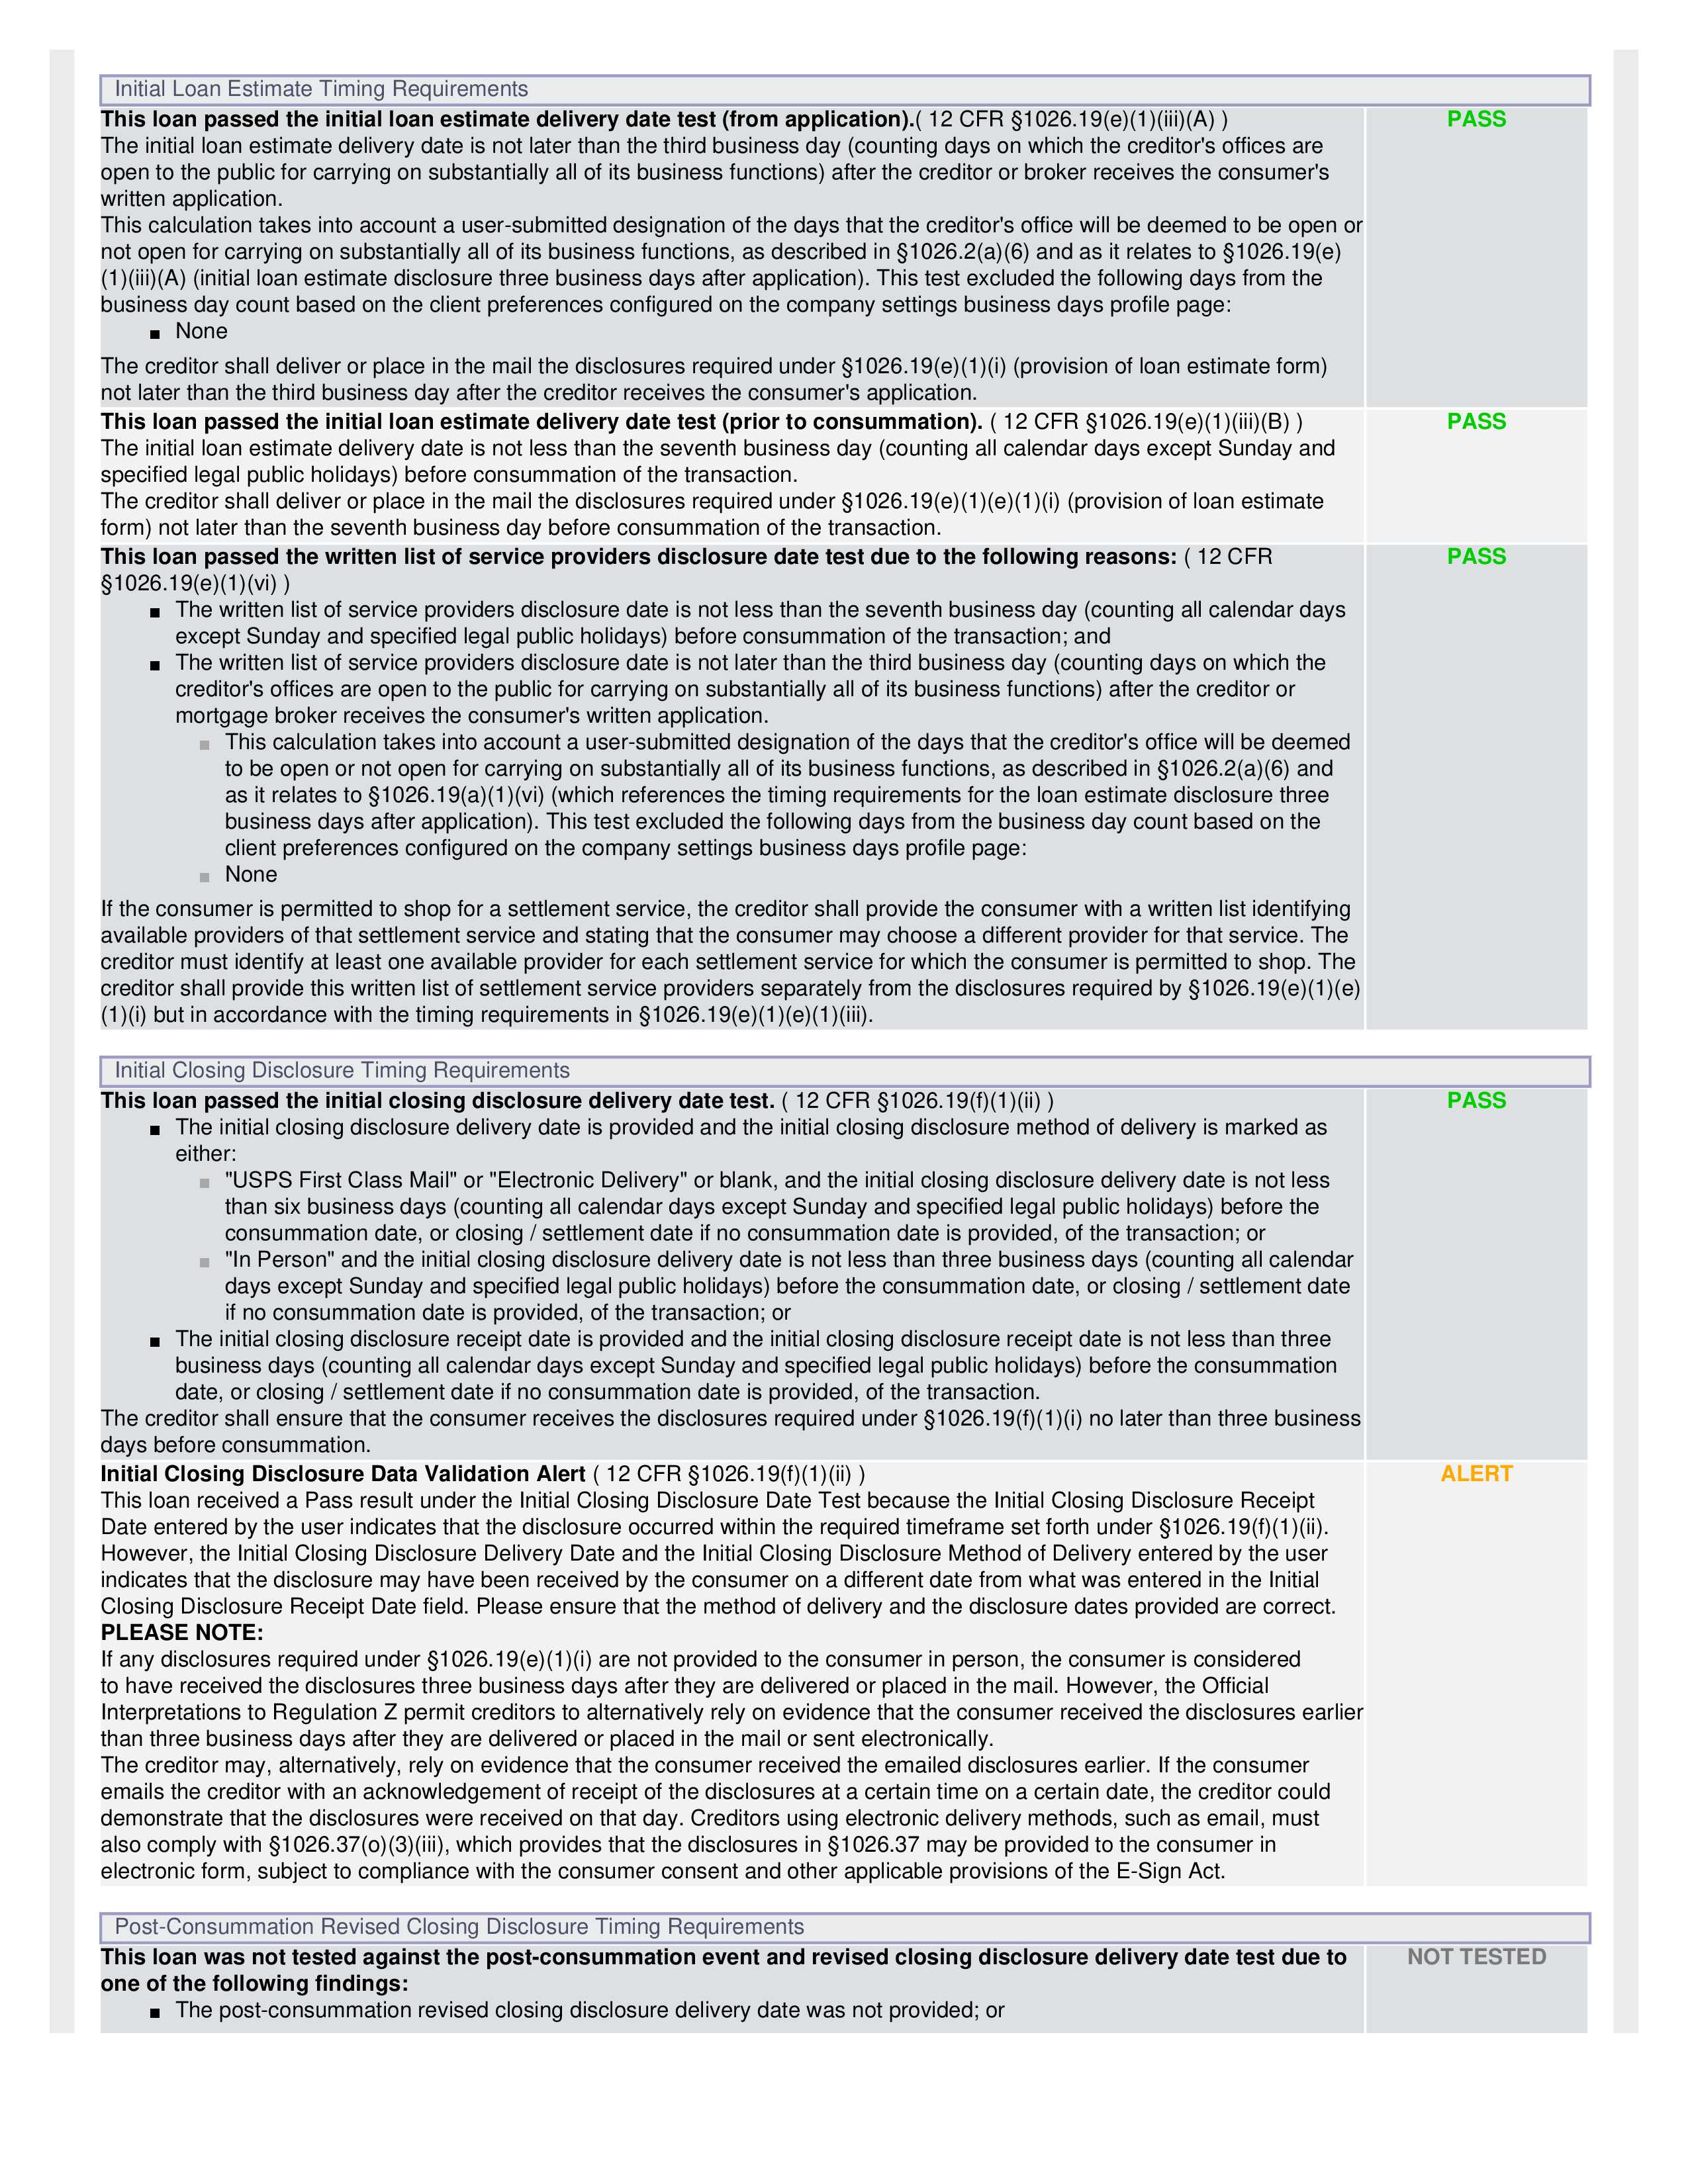 Initial Loan Estimate Timing Requirements
This loan passed the initial loan estimate delivery date test (from application).( 12 CFR §1026.19(e)(1)(iii)(A) )
PASS
The initial loan estimate delivery date is not later than the third business day (counting days on which the creditor's offices are
open to the public for carrying on substantially all of its business functions) after the creditor or broker receives the consumer's
written application.
This calculation takes into account a user-submitted designation of the days that the creditor's office will be deemed to be open or
not open for carrying on substantially all of its business functions, as described in §1026.2(a)(6) and as it relates to §1026.19(e)
(1)(iii)(A) (initial loan estimate disclosure three business days after application). This test excluded the following days from the
business day count based on the client preferences configured on the company settings business days profile page:
■ None
The creditor shall deliver or place in the mail the disclosures required under §1026.19(e)(1)(i) (provision of loan estimate form)
not later than the third business day after the creditor receives the consumer's application.
This loan passed the initial loan estimate delivery date test (prior to consummation). ( 12 CFR §1026.19(e)(1)(iii)(B) )
PASS
The initial loan estimate delivery date is not less than the seventh business day (counting all calendar days except Sunday and
specified legal public holidays) before consummation of the transaction.
The creditor shall deliver or place in the mail the disclosures required under §1026.19(e)(1)(e)(1)(i) (provision of loan estimate
form) not later than the seventh business day before consummation of the transaction.
This loan passed the written list of service providers disclosure date test due to the following reasons: ( 12 CFR
PASS
§1026.19(e)(1)(vi) )
■ The written list of service providers disclosure date is not less than the seventh business day (counting all calendar days
except Sunday and specified legal public holidays) before consummation of the transaction; and
■ The written list of service providers disclosure date is not later than the third business day (counting days on which the
creditor's offices are open to the public for carrying on substantially all of its business functions) after the creditor or
mortgage broker receives the consumer's written application.
■ This calculation takes into account a user-submitted designation of the days that the creditor's office will be deemed
to be open or not open for carrying on substantially all of its business functions, as described in §1026.2(a)(6) and
as it relates to §1026.19(a)(1)(vi) (which references the timing requirements for the loan estimate disclosure three
business days after application). This test excluded the following days from the business day count based on the
client preferences configured on the company settings business days profile page:
■ None
If the consumer is permitted to shop for a settlement service, the creditor shall provide the consumer with a written list identifying
available providers of that settlement service and stating that the consumer may choose a different provider for that service. The
creditor must identify at least one available provider for each settlement service for which the consumer is permitted to shop. The
creditor shall provide this written list of settlement service providers separately from the disclosures required by §1026.19(e)(1)(e)
(1)(i) but in accordance with the timing requirements in §1026.19(e)(1)(e)(1)(iii).
Initial Closing Disclosure Timing Requirements
This loan passed the initial closing disclosure delivery date test. ( 12 CFR §1026.19(f)(1)(ii) )
PASS
■ The initial closing disclosure delivery date is provided and the initial closing disclosure method of delivery is marked as
either:
■ "USPS First Class Mail" or "Electronic Delivery" or blank, and the initial closing disclosure delivery date is not less
than six business days (counting all calendar days except Sunday and specified legal public holidays) before the
consummation date, or closing / settlement date if no consummation date is provided, of the transaction; or
■ "In Person" and the initial closing disclosure delivery date is not less than three business days (counting all calendar
days except Sunday and specified legal public holidays) before the consummation date, or closing / settlement date
if no consummation date is provided, of the transaction; or
■ The initial closing disclosure receipt date is provided and the initial closing disclosure receipt date is not less than three
business days (counting all calendar days except Sunday and specified legal public holidays) before the consummation
date, or closing / settlement date if no consummation date is provided, of the transaction.
The creditor shall ensure that the consumer receives the disclosures required under §1026.19(f)(1)(i) no later than three business
days before consummation.
Initial Closing Disclosure Data Validation Alert ( 12 CFR §1026.19(f)(1)(ii) )
ALERT
This loan received a Pass result under the Initial Closing Disclosure Date Test because the Initial Closing Disclosure Receipt
Date entered by the user indicates that the disclosure occurred within the required timeframe set forth under §1026.19(f)(1)(ii).
However, the Initial Closing Disclosure Delivery Date and the Initial Closing Disclosure Method of Delivery entered by the user
indicates that the disclosure may have been received by the consumer on a different date from what was entered in the Initial
Closing Disclosure Receipt Date field. Please ensure that the method of delivery and the disclosure dates provided are correct.
PLEASE NOTE:
If any disclosures required under §1026.19(e)(1)(i) are not provided to the consumer in person, the consumer is considered
to have received the disclosures three business days after they are delivered or placed in the mail. However, the Official
Interpretations to Regulation Z permit creditors to alternatively rely on evidence that the consumer received the disclosures earlier
than three business days after they are delivered or placed in the mail or sent electronically.
The creditor may, alternatively, rely on evidence that the consumer received the emailed disclosures earlier. If the consumer
emails the creditor with an acknowledgement of receipt of the disclosures at a certain time on a certain date, the creditor could
demonstrate that the disclosures were received on that day. Creditors using electronic delivery methods, such as email, must
also comply with §1026.37(o)(3)(iii), which provides that the disclosures in §1026.37 may be provided to the consumer in
electronic form, subject to compliance with the consumer consent and other applicable provisions of the E-Sign Act.
Post-Consummation Revised Closing Disclosure Timing Requirements
This loan was not tested against the post-consummation event and revised closing disclosure delivery date test due to
NOT TESTED
one of the following findings:
■ The post-consummation revised closing disclosure delivery date was not provided; or